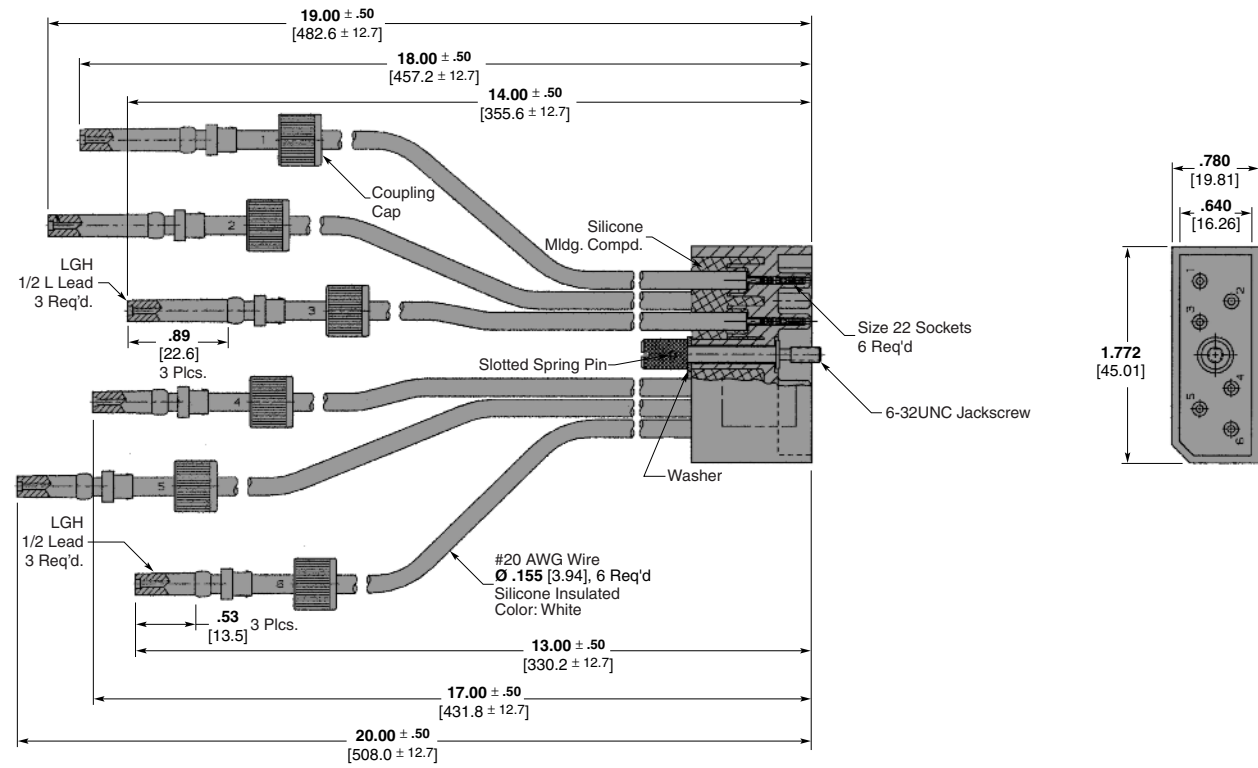 19.00 ± .50
[482.6 ± 12.7]
18.00 ± .50
[457.2 ± 12.7]
14.00 ± .50
[355.6 ± 12.7]
1
Coupling
Cap
2
LGH
1/2 L Lead
3 Req'd.
3
.89
[22.6]
3 Plcs.
Silicone
Mldg. Compd.
Size 22 Sockets
6 Req'd
Slotted Spring Pin
6-32UNC Jackscrew
Washer
4
5
LGH
1/2 Lead
3 Req'd.
6
.53
[13.5]
3 Plcs.
#20 AWG Wire
Ø .155 [3.94], 6 Req'd
Silicone Insulated
Color: White
13.00 ± .50
[330.2 ± 12.7]
17.00 ± .50
[431.8 ± 12.7]
20.00 ± .50
[508.0 ± 12.7]
.780
[19.81]
.640
[16.26]
1.772
[45.01]
1
2
3
4
5
6